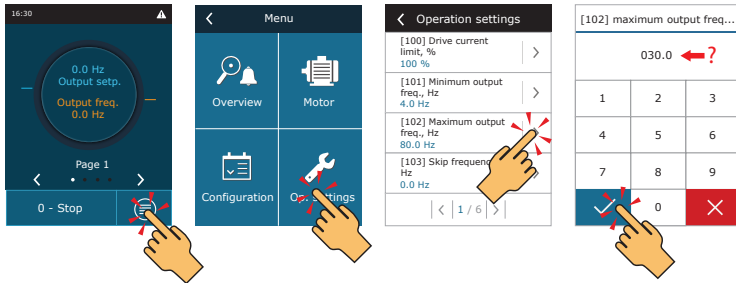 16:30
0.0 Hz
Output setp.
Output freq.
0.0 Hz
Page 1
0 - Stop
Menu
Overview
Motor
Configuration
Op. settings
Operation settings
[100] Drive current
limit, %
100 %
[101] Minimum output
freq., Hz
4.0 Hz
[102] Maximum output
freq., Hz
80.0 Hz
[103] Skip frequenc
Hz
0.0 Hz
1 / 6
[102] maximum output freq...
030.0 ?
1 2 3
4 5 6
7 8 9
0